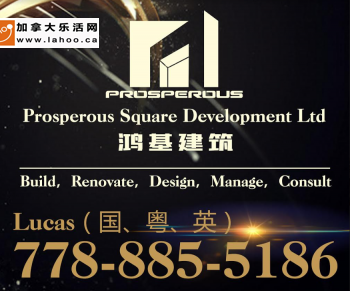 加拿大乐活网
www.lahoo.ca
PROSPEROUS
Prosperous Square Development Ltd
鸿基建筑
Build, Renovate, Design, Manage, Consult
Lucas（国、粤、英）
778-885-5186